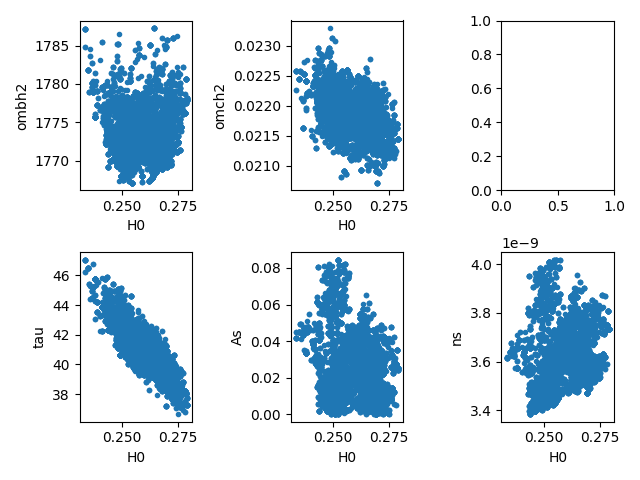 1785
1780
1775
1770
ombh2
0.250 0.275
H0
0.0230
0.0225
0.0220
0.0215
0.0210
omch2
0.250 0.275
H0
1.0
0.8
0.6
0.4
0.2
0.0
0.0 0.5 1.0
46
44
42
40
38
tau
0.250 0.275
H0
0.08
0.06
0.04
0.02
0.00
As
0.250 0.275
H0
1e−9
4.0
3.8
3.6
3.4
ns
0.250 0.275
H0